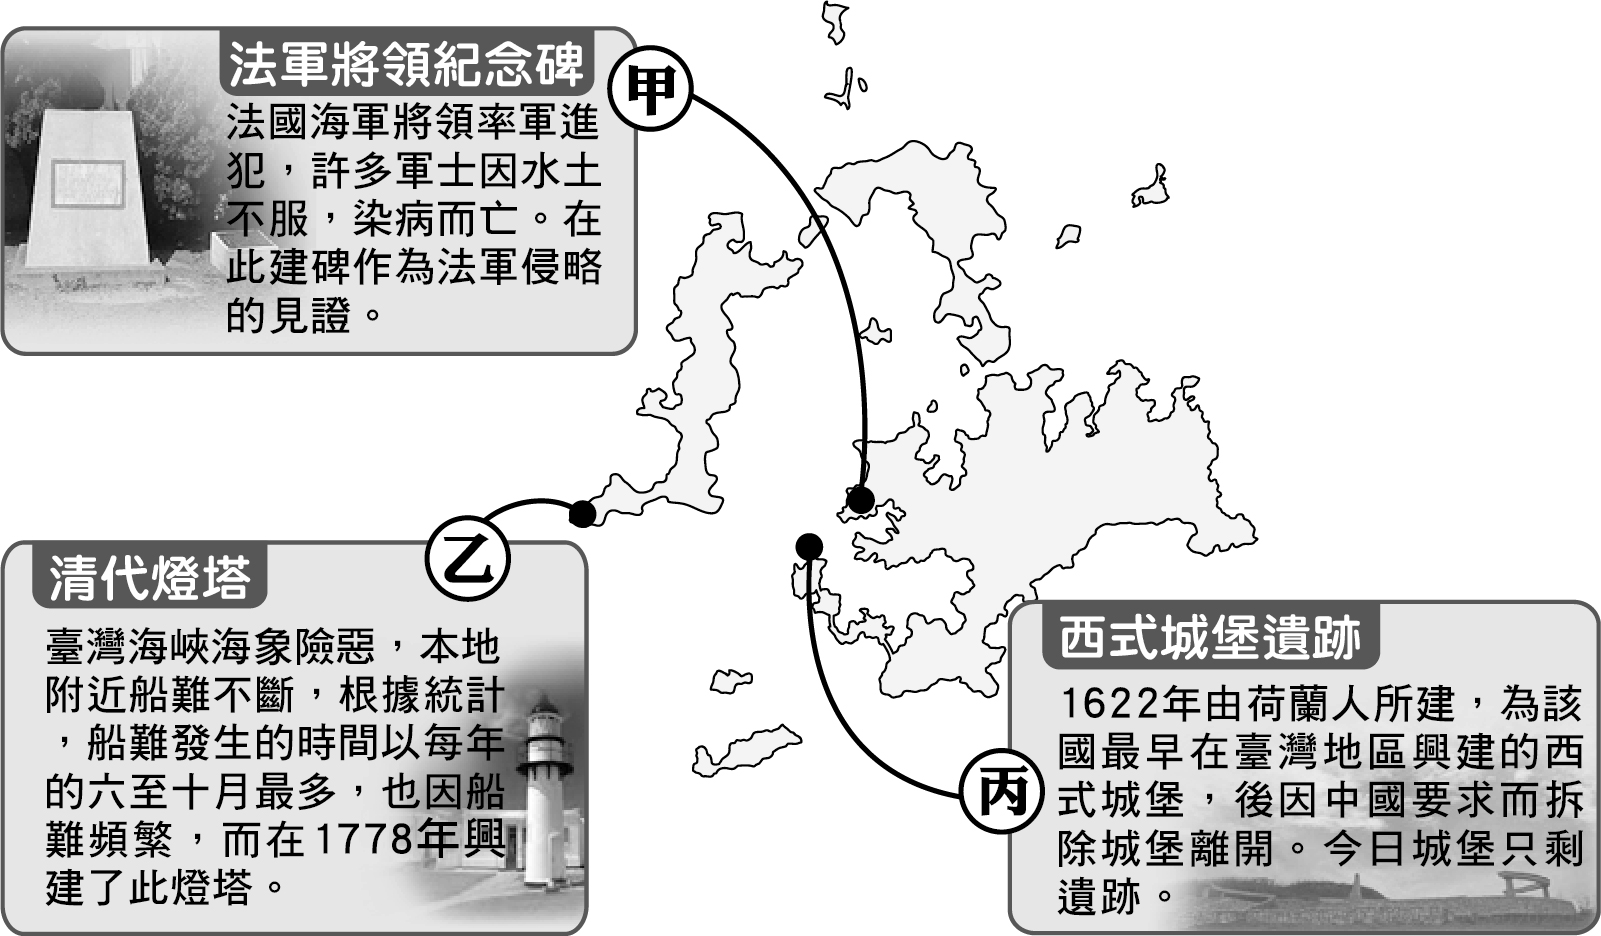 法軍將領紀念碑
甲
法國海軍將領率軍進
犯，許多軍士因水土
不服，染病而亡。在
此建碑作為法軍侵略
的見證。
乙
清代燈塔
臺灣海峽海象險惡，本地
附近船難不斷，根據統計
，船難發生的時間以每年
的六至十月最多，也因船
難頻繁，而在1778年興
建了此燈塔。
西式城堡遺跡
丙
1622年由荷蘭人所建，為該
國最早在臺灣地區興建的西
式城堡，後因中國要求而拆
除城堡離開。今日城堡只剩
遺跡。